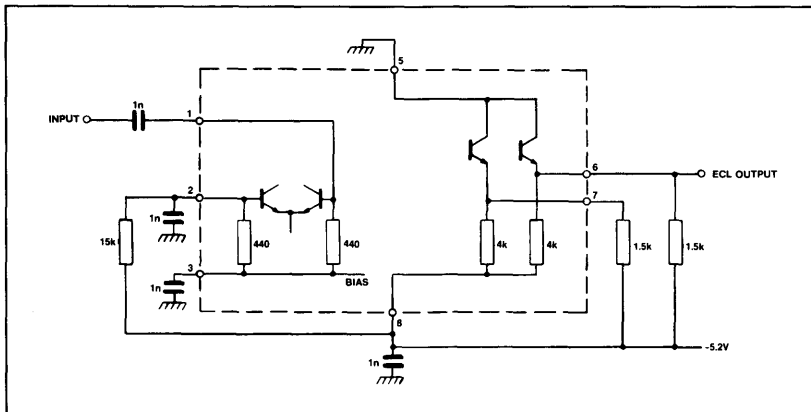 5
1n
INPUT
1
6
ECL OUTPUT
7
2
1n
15k
440
440
4k
4k
1.5k
1.5k
3
BIAS
1n
8
-5.2V
1n